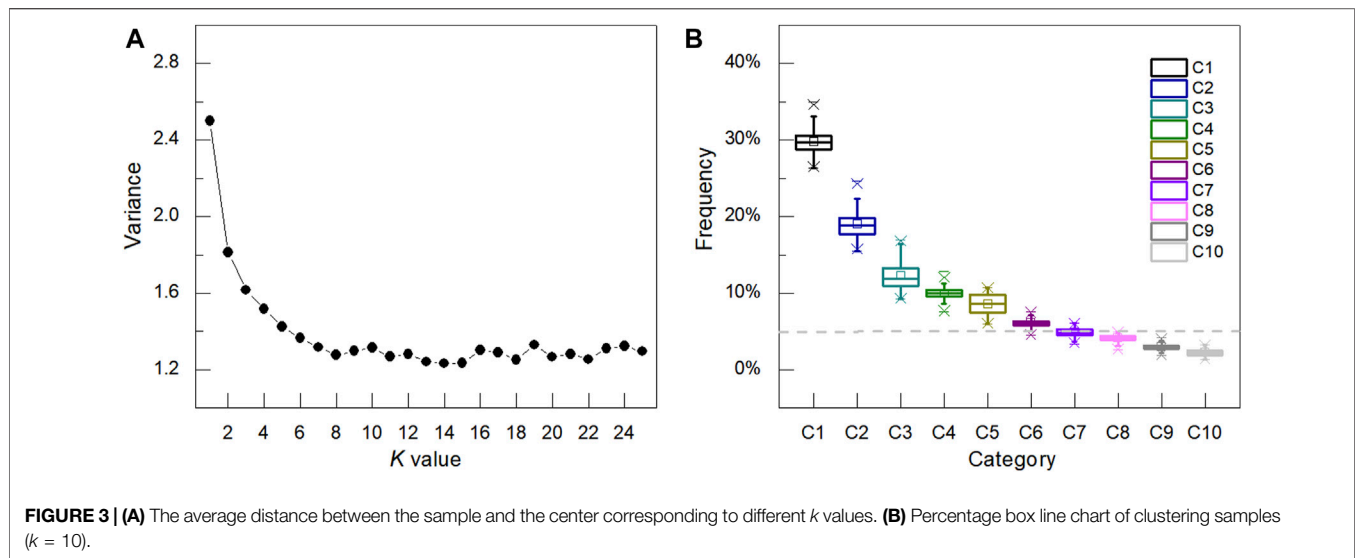 A
Variance
2.8
2.4
2.0
1.6
1.2
2 4 6 8 10 12 14 16 18 20 22 24
K value
B
Frequency
40%
30%
20%
10%
0%
C1 C2 C3 C4 C5 C6 C7 C8 C9 C10
Category
C1
C2
C3
C4
C5
C6
C7
C8
C9
C10
FIGURE 3 | (A) The average distance between the sample and the center corresponding to different k values. (B) Percentage box line chart of clustering samples
(k = 10).